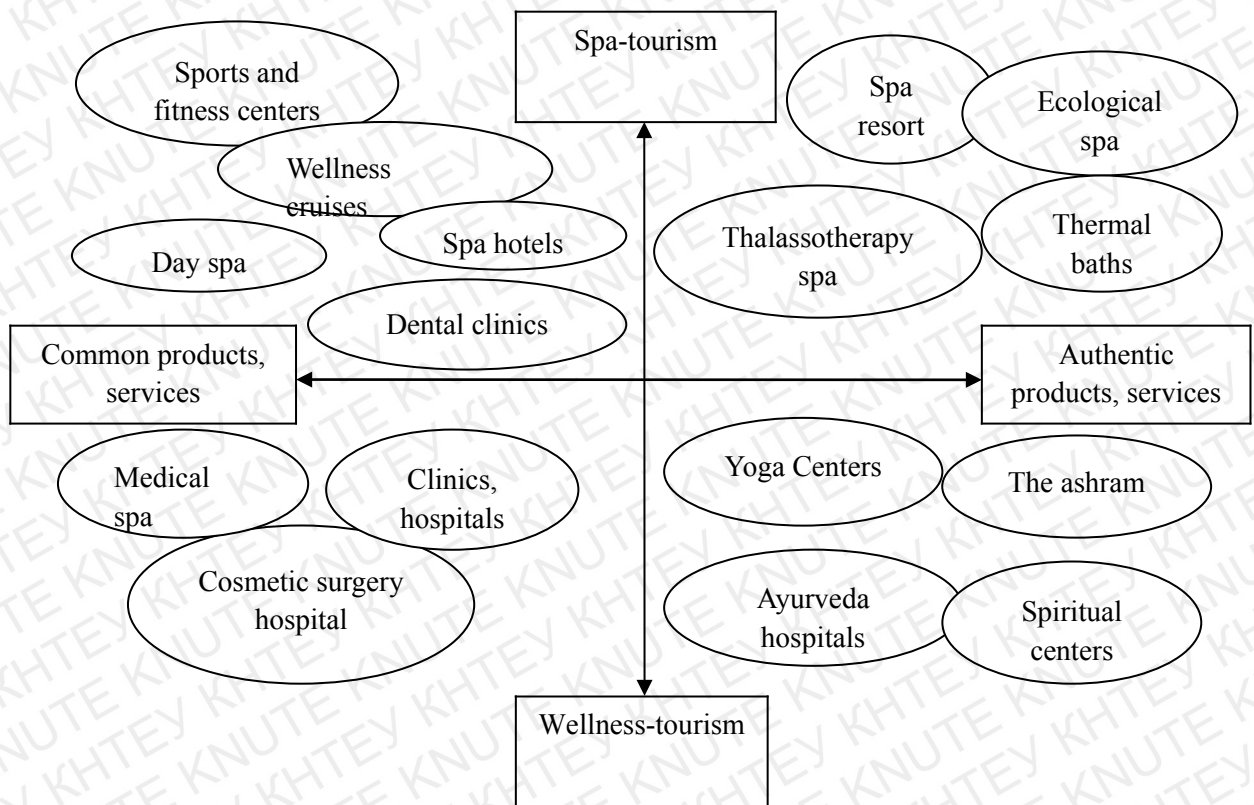 Spa-tourism
Sports and
fitness centers
Wellness
cruises
Spa hotels
Day spa
Dental clinics
Spa
resort
Ecological
spa
Thalassotherapy
spa
Thermal
baths
Common products,
services
Authentic
products, services
Medical
spa
Clinics,
hospitals
Cosmetic surgery
hospital
Yoga Centers
The ashram
Ayurveda
hospitals
Spiritual
centers
Wellness-tourism
KNUTE КНТЕУ